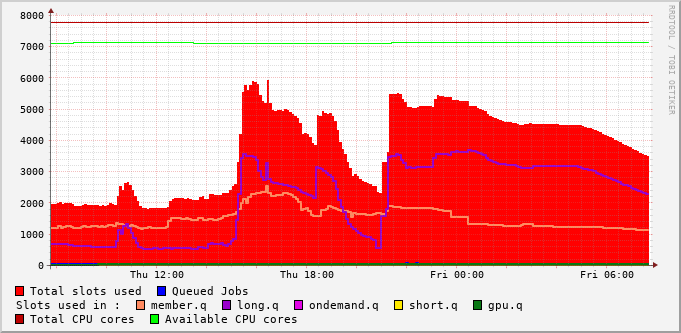 8000
7000
6000
5000
4000
3000
2000
1000
0
Thu 12:00 Thu 18:00 Fri 00:00 Fri 06:00
RRDTOOL / TOBI OETIKER
Total slots used Queued Jobs
Slots used in : member.q long.q ondemand.q short.q gpu.q
Total CPU cores Available CPU cores